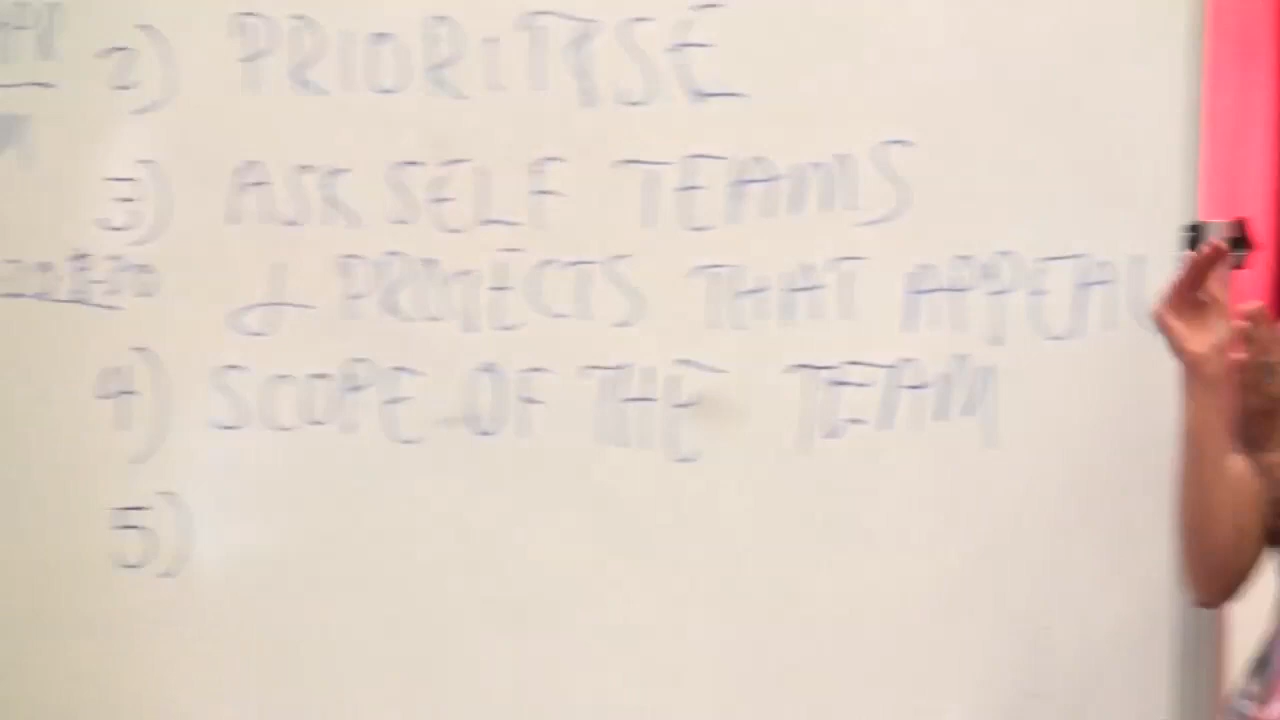 2) PRIORITISE
3) ASK SELF TEAMS
& PROJECTS THAT APPEAL
4) SCOPE OF THE TEAM
5)